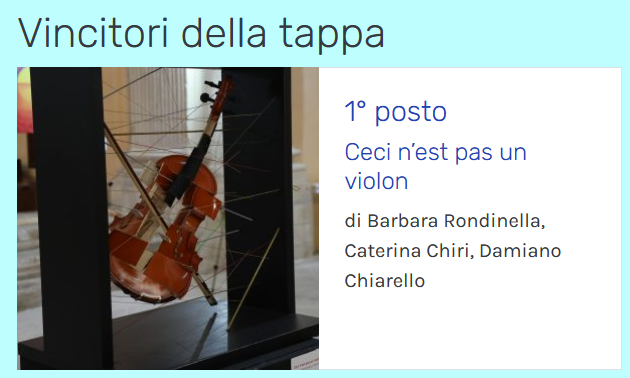 Vincitori della tappa
1° posto
Ceci n'est pas un
violon
di Barbara Rondinella,
Caterina Chiri, Damiano
Chiarello